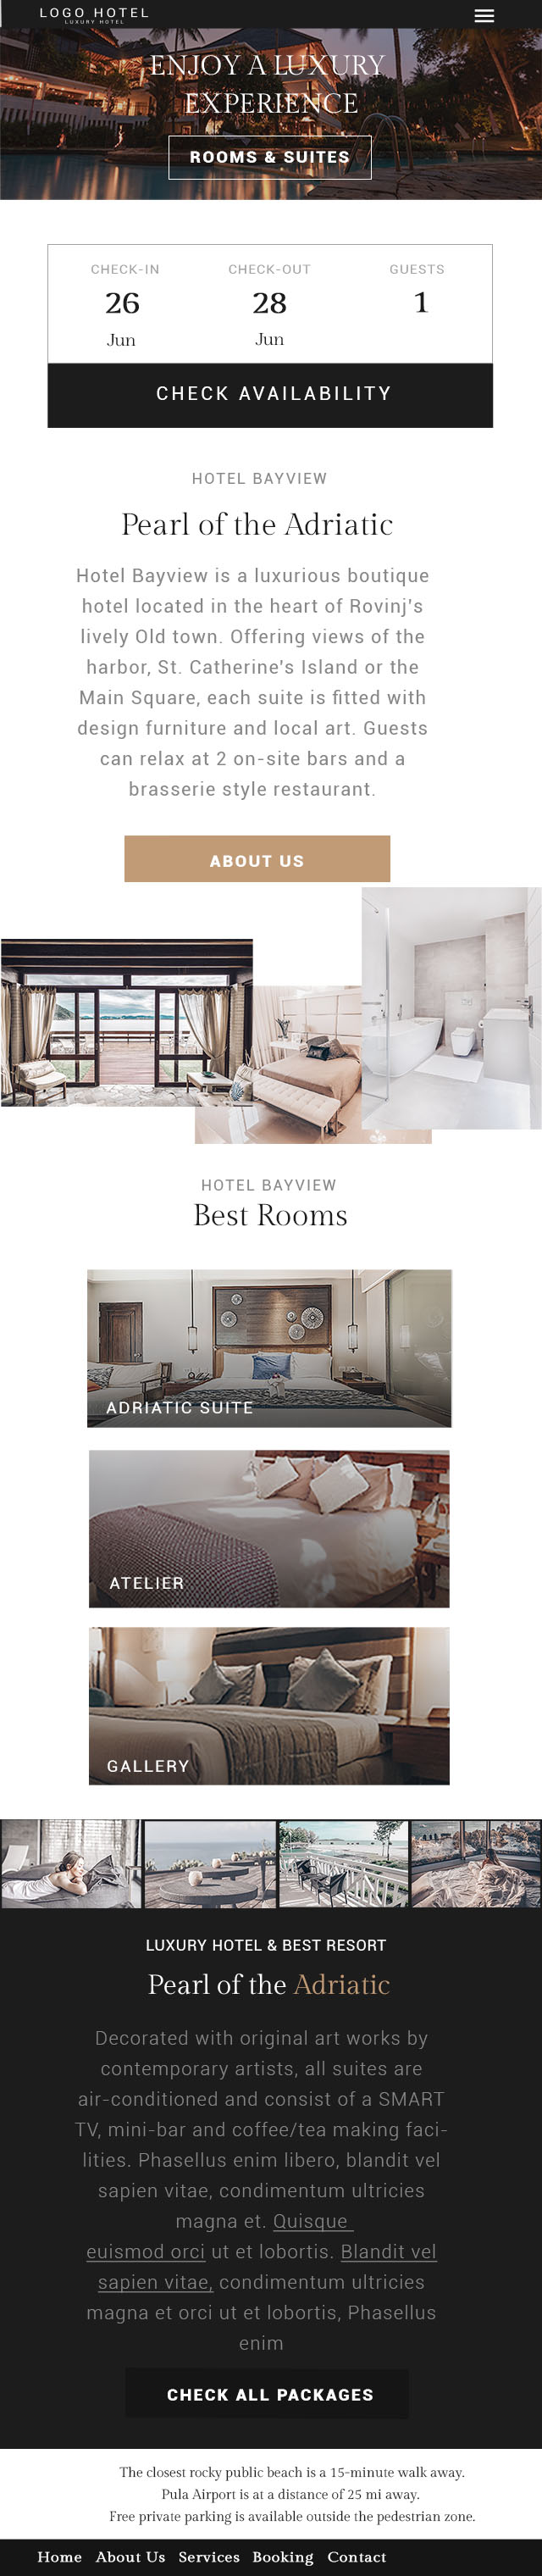 LOGO HOTEL
LUXURY HOTEL
ENJOY A LUXURY
EXPERIENCE
ROOMS & SUITES
CHECK-IN CHECK-OUT GUESTS
26 28 1
Jun Jun
CHECK AVAILABILITY
HOTEL BAYVIEW
Pearl of the Adriatic
Hotel Bayview is a luxurious boutique
hotel located in the heart of Rovinj's
lively Old town. Offering views of the
harbor, St. Catherine's Island or the
Main Square, each suite is fitted with
design furniture and local art. Guests
can relax at 2 on-site bars and a
brasserie style restaurant.
ABOUT US
HOTEL BAYVIEW
Best Rooms
ADRIATIC SUITE
ATELIER
GALLERY
LUXURY HOTEL & BEST RESORT
Pearl of the Adriatic
Decorated with original art works by
contemporary artists, all suites are
air-conditioned and consist of a SMART
TV, mini-bar and coffee/tea making faci-
lities. Phasellus enim libero, blandit vel
sapien vitae, condimentum ultricies
magna et. Quisque
euismod orci ut et lobortis. Blandit vel
sapien vitae, condimentum ultricies
magna et orci ut et lobortis, Phasellus
enim
CHECK ALL PACKAGES
The closest rocky public beach is a 15-minute walk away.
Pula Airport is at a distance of 25 mi away.
Free private parking is available outside the pedestrian zone.
Home About Us Services Booking Contact